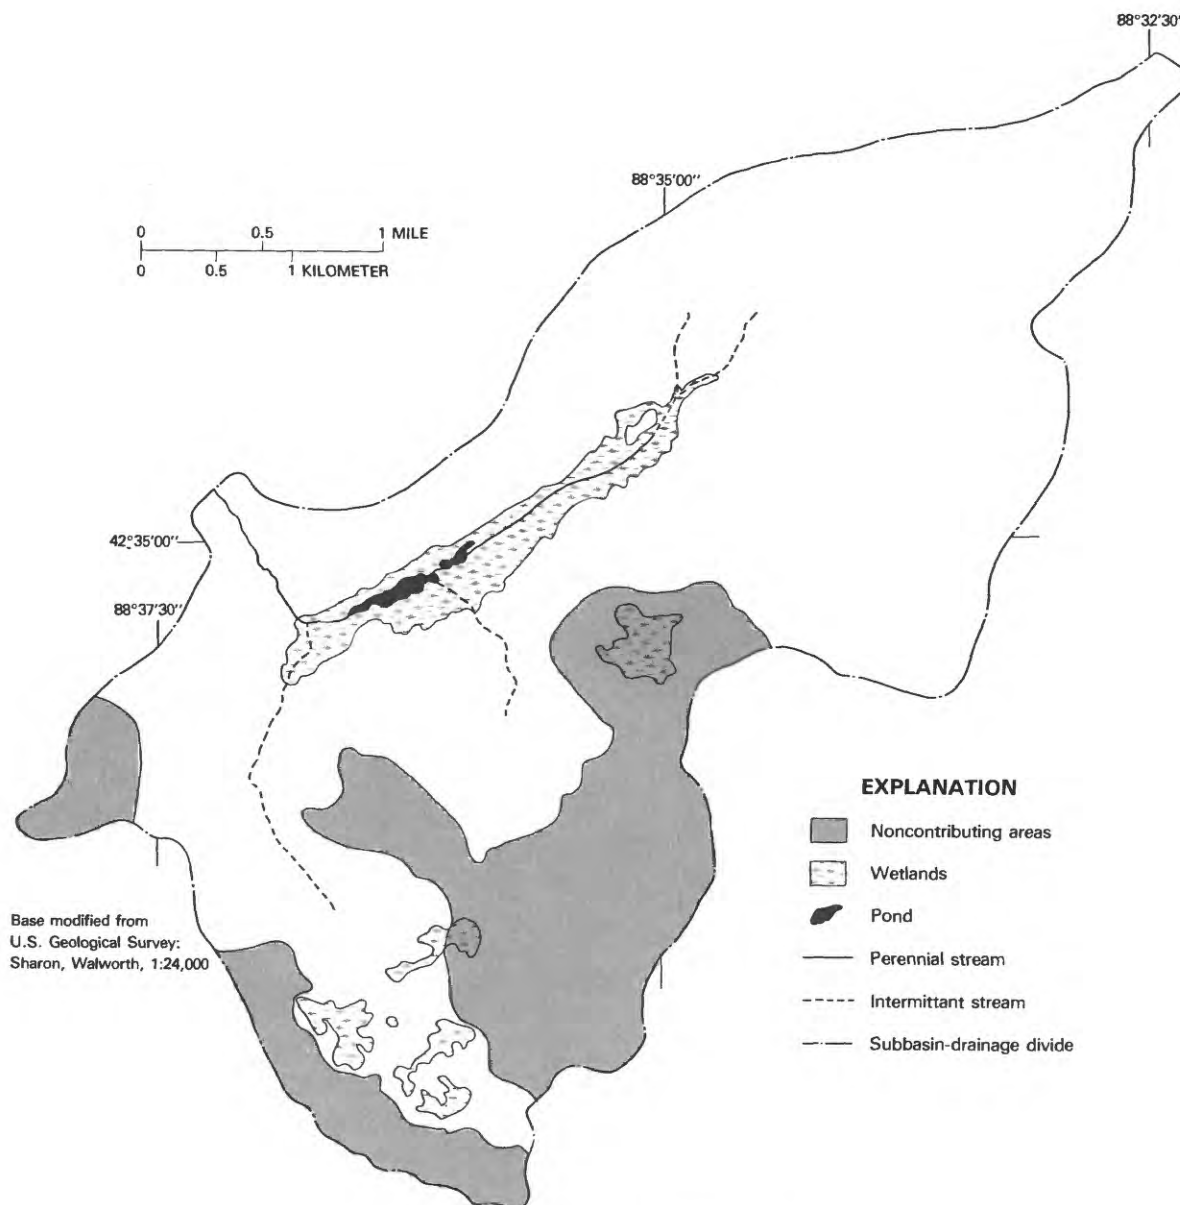 88°32'30"
88°35'00"
0 0.5 1 MILE
0 0.5 1 KILOMETER
42°35'00"
88°37'30"
EXPLANATION
Noncontributing areas
Wetlands
Pond
Perennial stream
Intermittant stream
Subbasin-drainage divide
Base modified from
U.S. Geological Survey:
Sharon, Walworth, 1:24,000